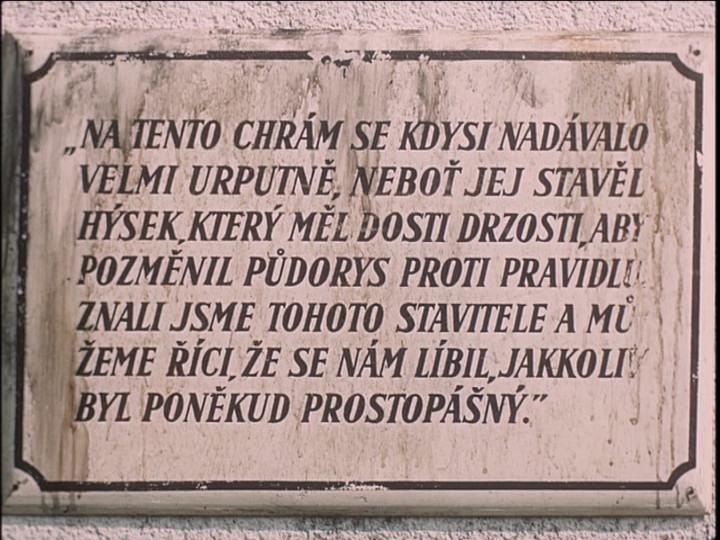 „NA TENTO CHRÁM SE KDYSI NADÁVALO
VELMI URPUTNĚ, NEBOŤ JEJ STAVĚL
HÝSEK, KTERÝ MĚL DOSTI DRZOSTI, ABY
POZMĚNIL PŮDORYS PROTI PRAVIDLU.
ZNALI JSME TOHOTO STAVITELE A MŮ
ŽEME ŘÍCI, ŽE SE NÁM LÍBIL, JAKKOLIV
BYL PONĚKUD PROSTOPÁŠNÝ.”